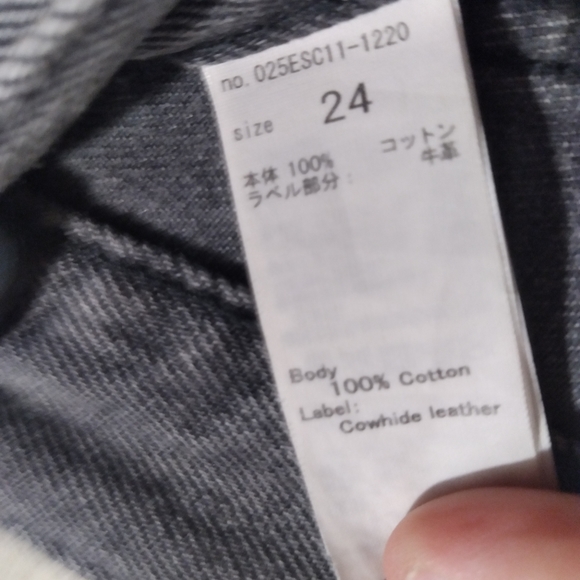 no. 025ESC11-1220
size 24
本体 100% コットン
ラベル部分: 牛革
Body
100% Cotton
Label:
Cowhide leather